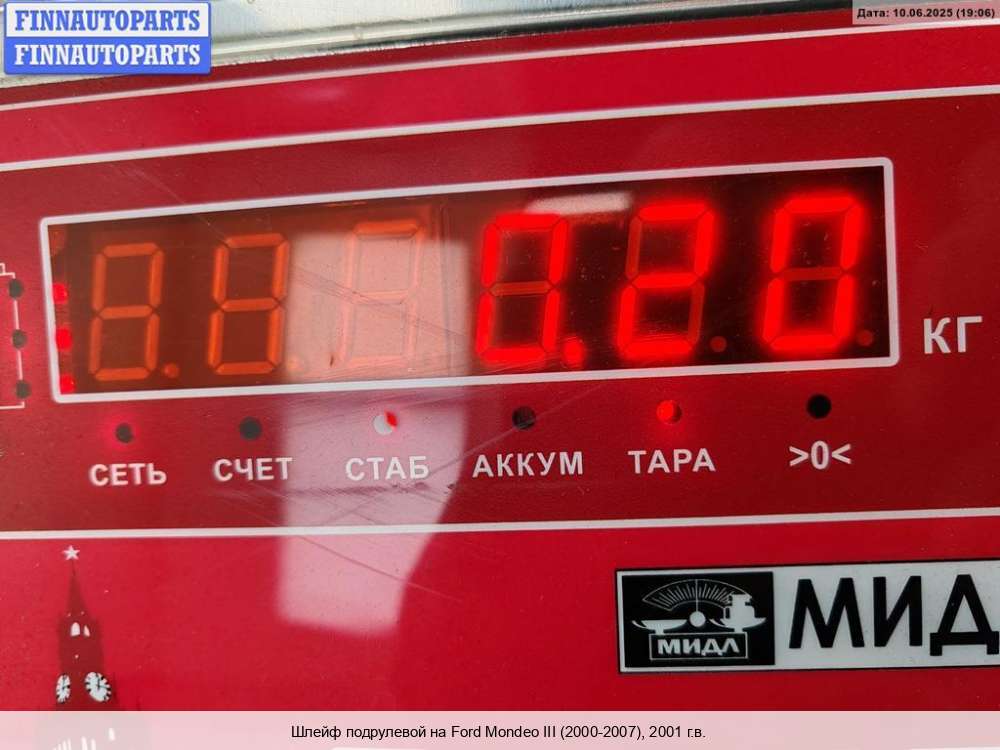 FINNAUTOPARTS
FINNAUTOPARTS
Дата: 10.06.2025 (19:06)
0.20
КГ
СЕТЬ СЧЕТ СТАБ АККУМ ТАРА >0<
МИДЛ
МИД
Шлейф подрулевой на Ford Mondeo III (2000-2007), 2001 г.в.